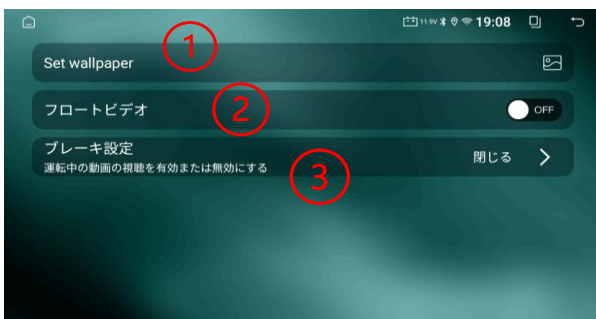 11.9V 19:08
1
Set wallpaper
2
フロートビデオ OFF
ブレーキ設定
運転中の動画の視聴を有効または無効にする
閉じる
3